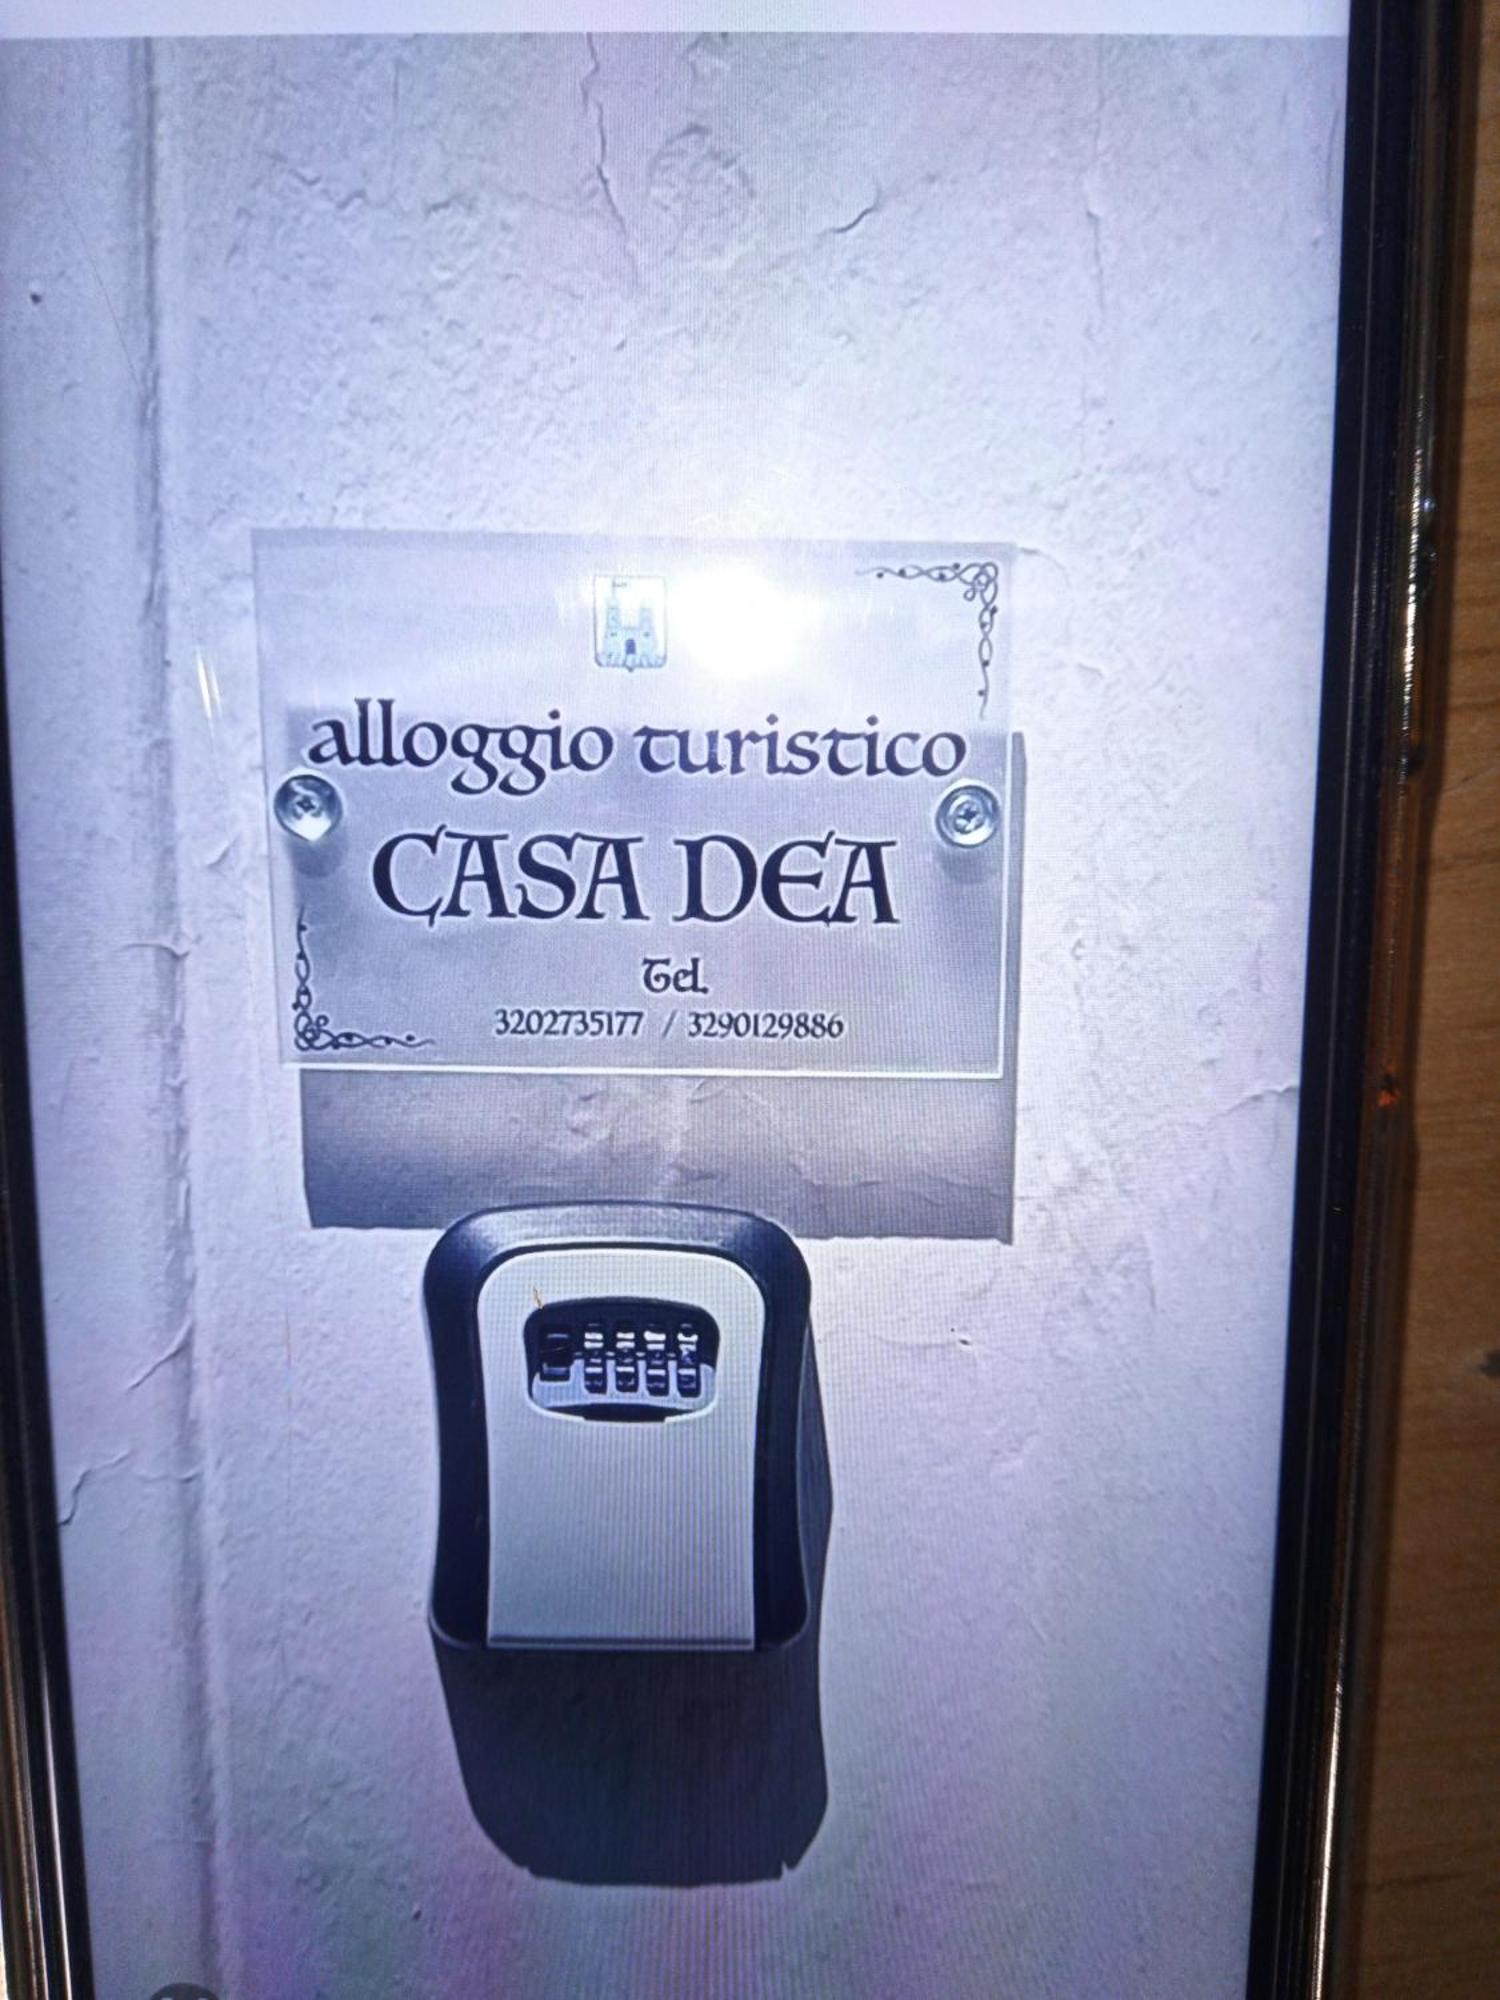 alloggio turistico
CASA DEA
Tel.
3202735177 / 3290129886